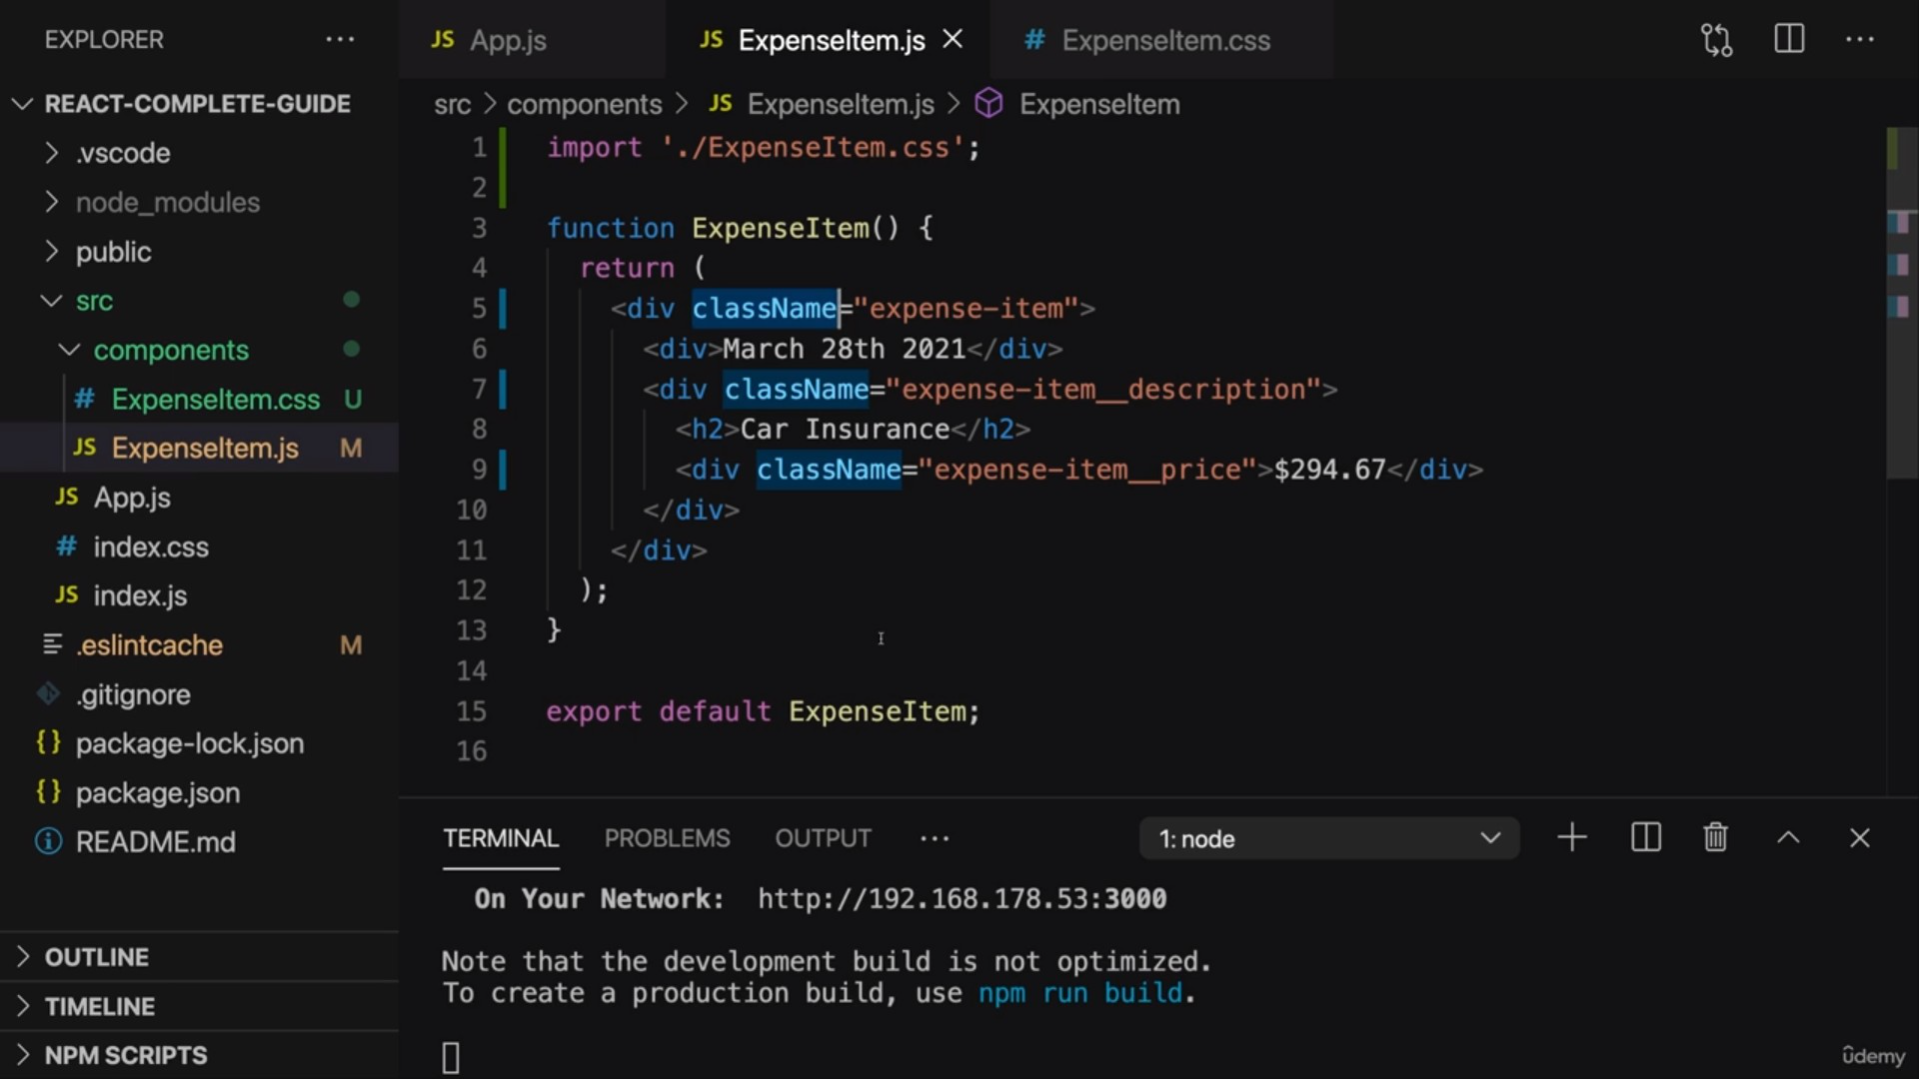 EXPLORER
REACT-COMPLETE-GUIDE
.vscode
node_modules
public
src
components
# ExpenseItem.css U
JS ExpenseItem.js M
JS App.js
# index.css
JS index.js
.eslintcache M
.gitignore
{} package-lock.json
{} package.json
README.md
OUTLINE
TIMELINE
NPM SCRIPTS
JS App.js
JS ExpenseItem.js
# ExpenseItem.css
src > components > JS ExpenseItem.js > ExpenseItem
1 import './ExpenseItem.css';
2
3 function ExpenseItem() {
4 return (
5 <div className="expense-item">
6 <div>March 28th 2021</div>
7 <div className="expense-item__description">
8 <h2>Car Insurance</h2>
9 <div className="expense-item__price">$294.67</div>
10 </div>
11 </div>
12 );
13 }
14
15 export default ExpenseItem;
16
TERMINAL PROBLEMS OUTPUT ... 1: node
On Your Network: http://192.168.178.53:3000
Note that the development build is not optimized.
To create a production build, use npm run build.
ûdemy